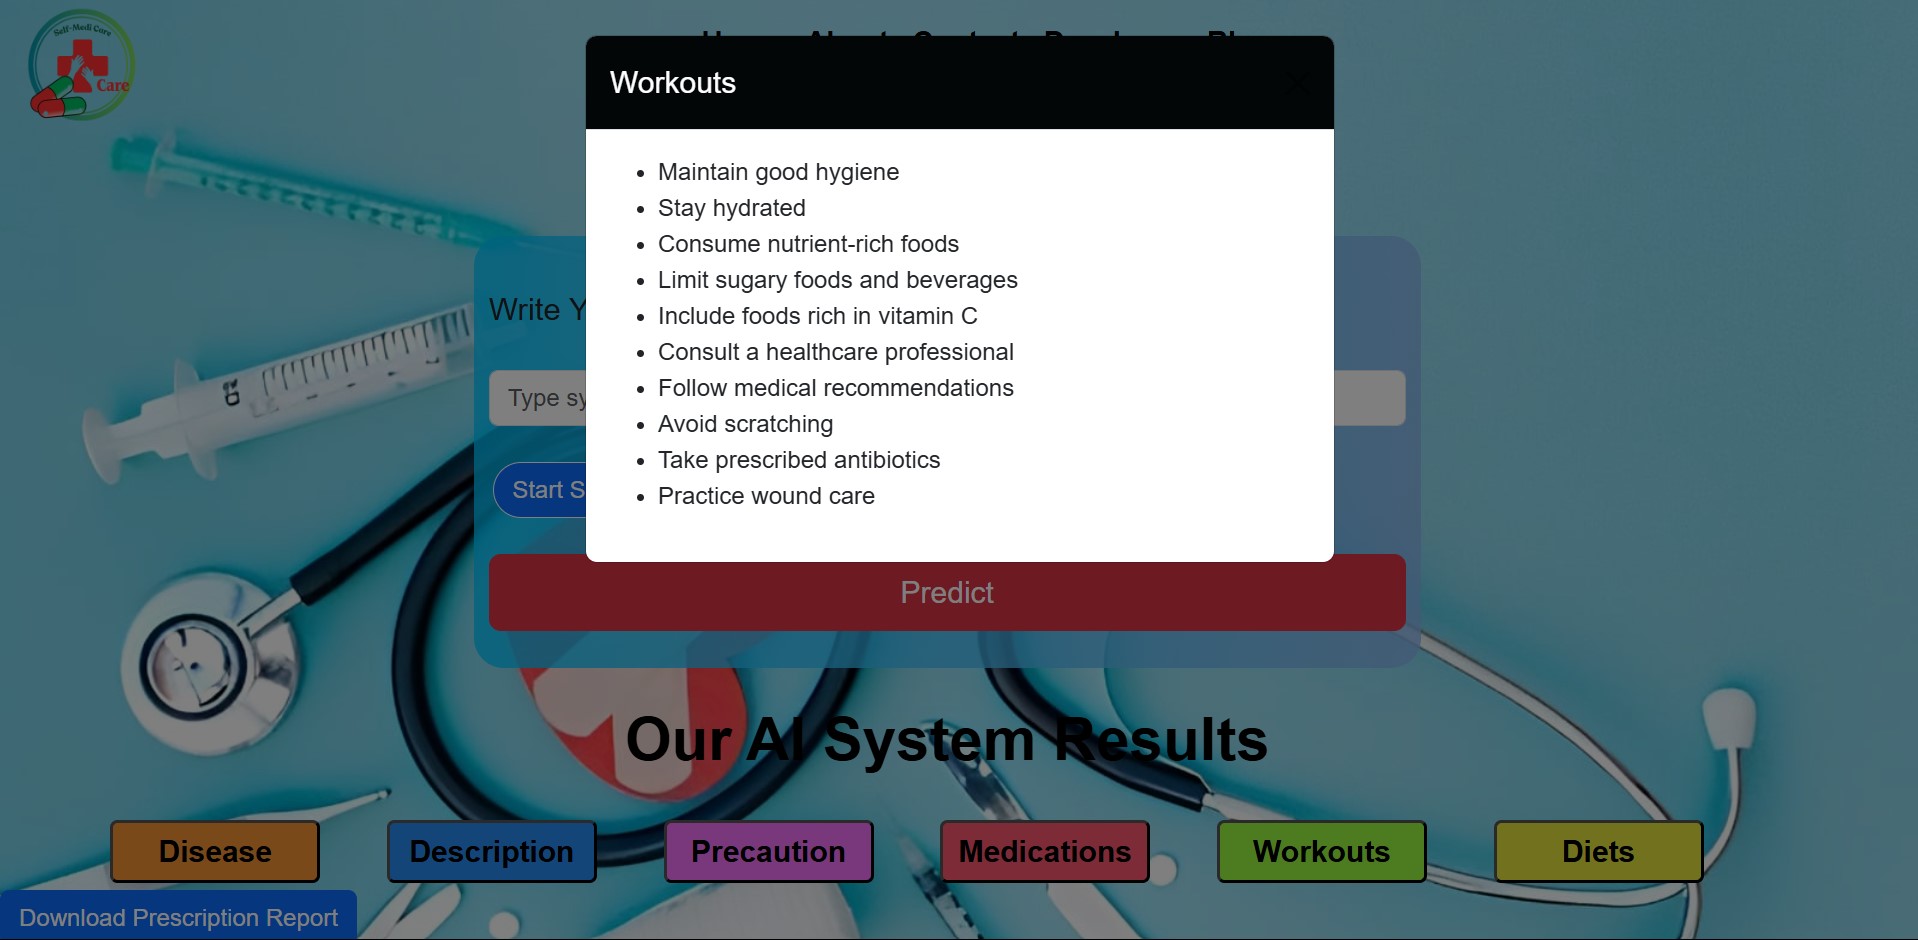 Self-Medi Care
Care
Workouts
Maintain good hygiene
Stay hydrated
Consume nutrient-rich foods
Limit sugary foods and beverages
Include foods rich in vitamin C
Consult a healthcare professional
Follow medical recommendations
Avoid scratching
Take prescribed antibiotics
Practice wound care
Write Y
Type sy
Start S
Predict
Our AI System Results
Disease
Description
Precaution
Medications
Workouts
Diets
Download Prescription Report